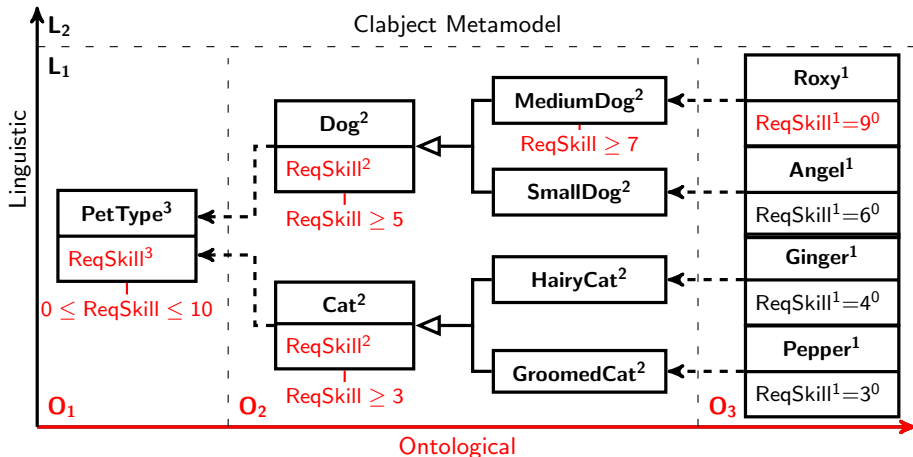 L₂
Clabject Metamodel
L₁
Linguistic
PetType³
ReqSkill³
0 ≤ ReqSkill ≤ 10
Dog²
ReqSkill²
ReqSkill ≥ 5
Cat²
ReqSkill²
ReqSkill ≥ 3
MediumDog²
ReqSkill ≥ 7
SmallDog²
HairyCat²
GroomedCat²
Roxy¹
ReqSkill¹=9⁰
Angel¹
ReqSkill¹=6⁰
Ginger¹
ReqSkill¹=4⁰
Pepper¹
ReqSkill¹=3⁰
O₁
O₂
O₃
Ontological